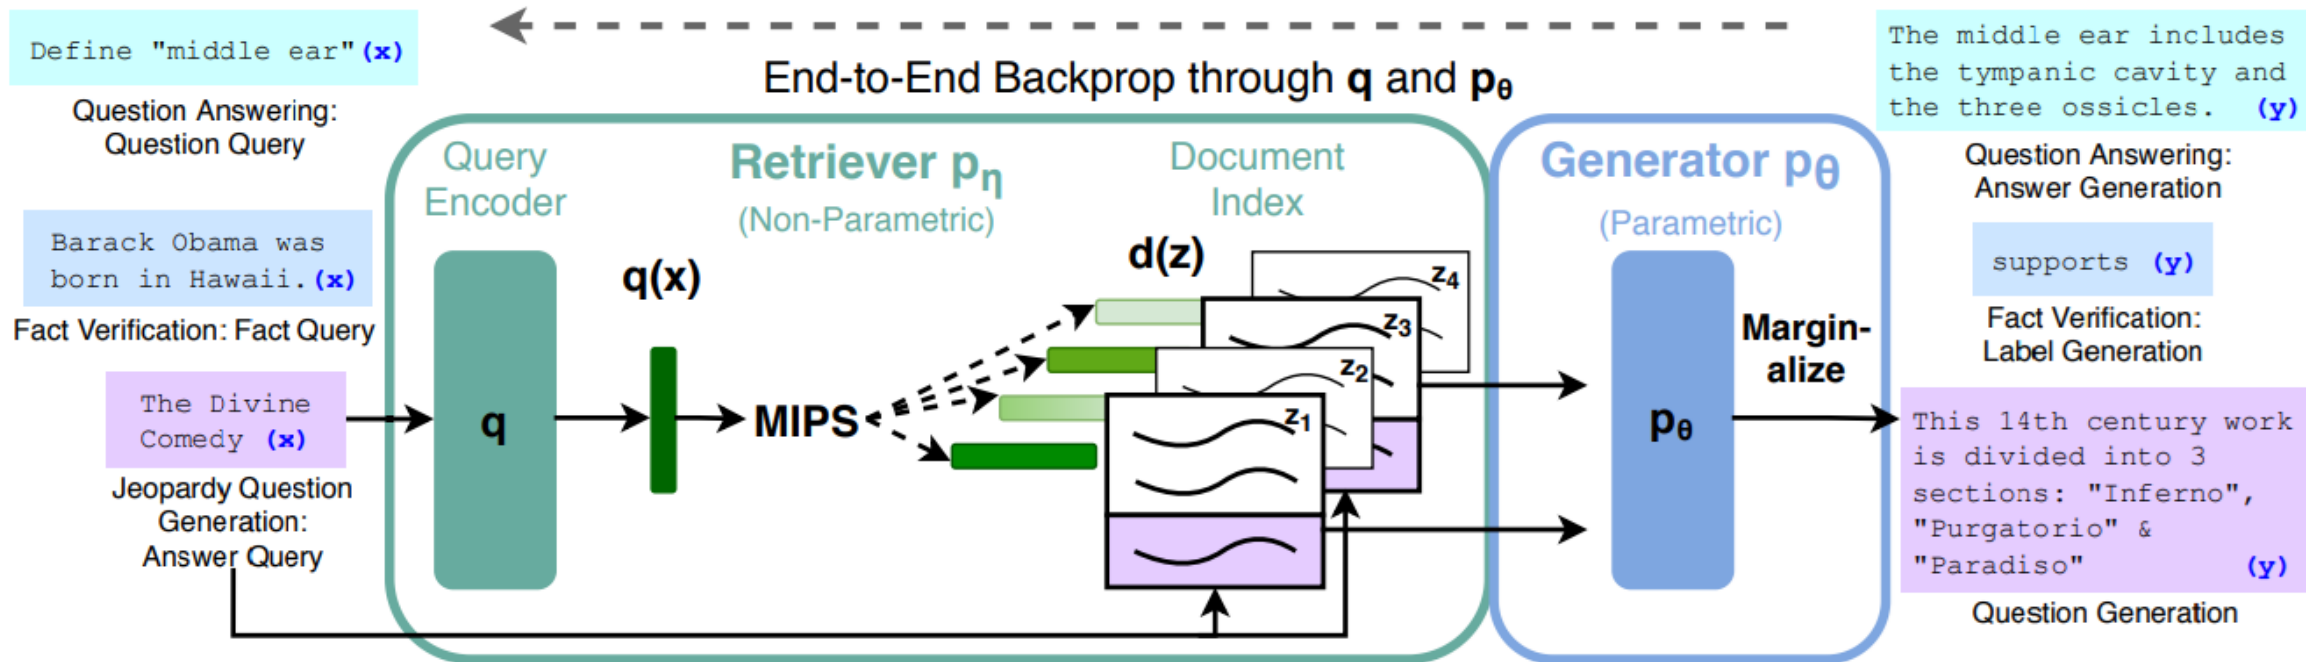 Define "middle ear" (x)
Question Answering:
Question Query
Barack Obama was
born in Hawaii. (x)
Fact Verification: Fact Query
The Divine
Comedy (x)
Jeopardy Question
Generation:
Answer Query
End-to-End Backprop through q and pθ
Query
Encoder
q
Retriever pη
(Non-Parametric)
q(x)
MIPS
Document
Index
d(z)
z4
z3
z2
z1
Generator pθ
(Parametric)
pθ
Margin-
alize
The middle ear includes
the tympanic cavity and
the three ossicles. (y)
Question Answering:
Answer Generation
supports (y)
Fact Verification:
Label Generation
This 14th century work
is divided into 3
sections: "Inferno",
"Purgatorio" &
"Paradiso" (y)
Question Generation